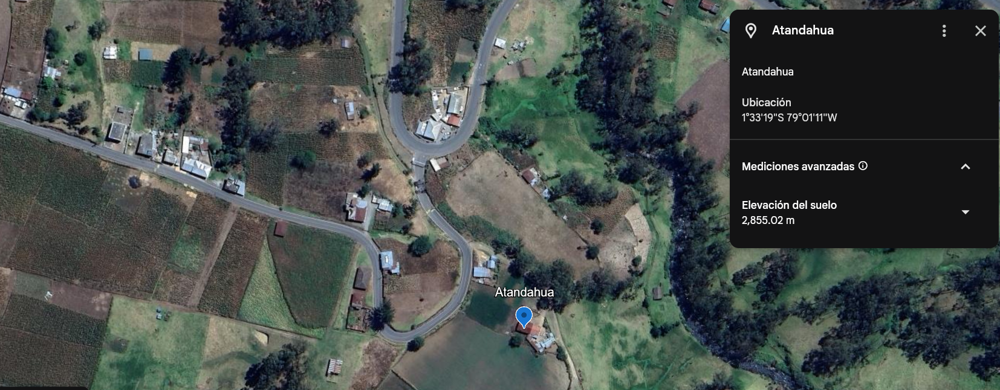 Atandahua
Atandahua
Ubicación
1°33'19"S 79°01'11"W
Mediciones avanzadas
Elevación del suelo
2,855.02 m
Atandahua